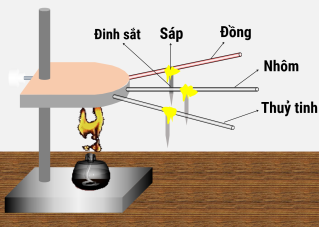 Đinh sắt
Sáp
Đồng
Nhôm
Thuỷ tinh